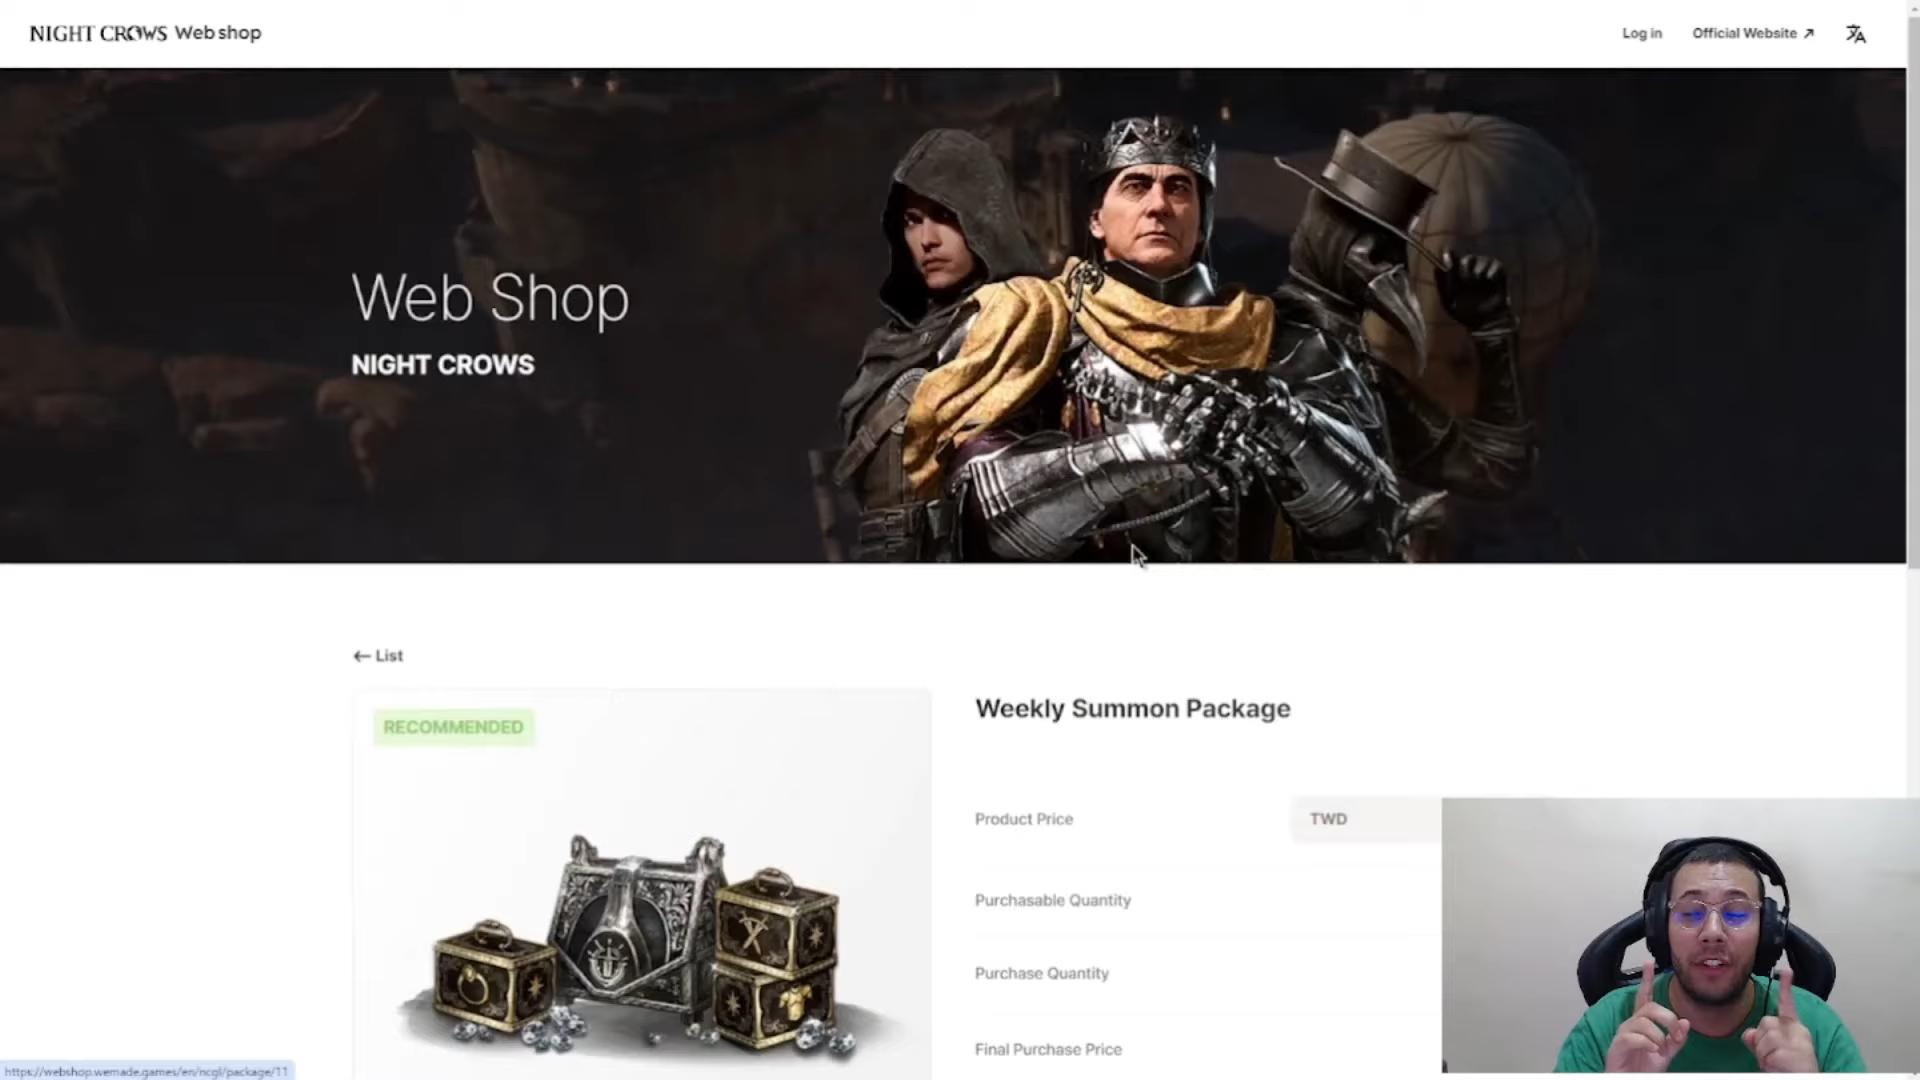 NIGHT CROWS Web shop
Log in
Official Website
Web Shop
NIGHT CROWS
List
RECOMMENDED
Weekly Summon Package
Product Price
TWD
Purchasable Quantity
Purchase Quantity
Final Purchase Price
https://webshop.wemade.games/en/ncgl/package/11